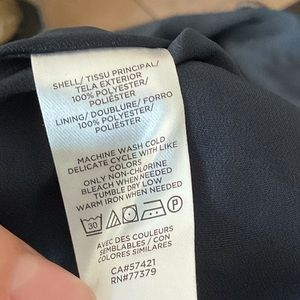 SHELL/ TISSU PRINCIPAL/
TELA EXTERIOR
100% POLYESTER/
POLIÉSTER
LINING/ DOUBLURE/ FORRO
100% POLYESTER/
POLIÉSTER
MACHINE WASH COLD
DELICATE CYCLE WITH LIKE
COLORS
ONLY NON-CHLORINE
BLEACH WHEN NEEDED
TUMBLE DRY LOW
WARM IRON WHEN NEEDED
30 P
AVEC DES COULEURS
SEMBLABLES / CON
COLORES SIMILARES
CA#57421
RN#77379